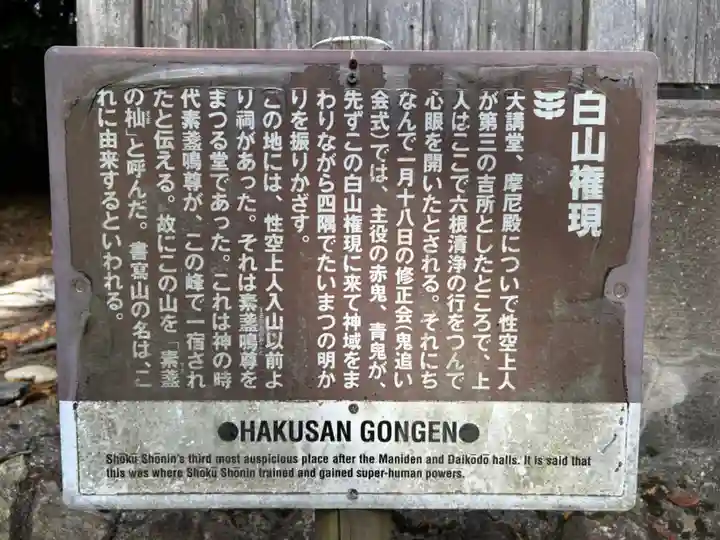 白山権現
大講堂、摩尼殿について性空上人
が第三の吉所としたところで、上
人はここで六根清浄の行をつんで
心眼を開いたとされる。それにち
なんで一月十八日の修正会(鬼追い
会式)では、主役の赤鬼、青鬼が、
先ずこの白山権現に来て神域をま
わりながら四隅でたいまつの明か
りを振りかざす。
この地には、性空上人入山以前よ
り祠があった。それは素盞嗚尊を
まつる堂であった。これは神の時
代素盞嗚尊が、この峰で一宿され
たと伝える。故にこの山を「素盞
の杣」と呼んだ。書寫山の名は、こ
れに由来するといわれる。
●HAKUSAN GONGEN●
Shōkū Shōnin's third most auspicious place after the Maniden and Daikōdō halls. It is said that
this was where Shōkū Shōnin trained and gained super-human powers.